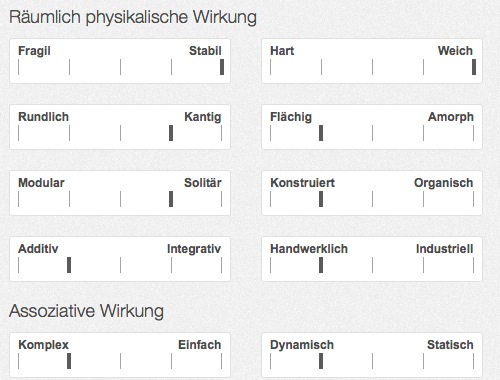 Räumlich physikalische Wirkung
Fragil Stabil
Hart Weich
Rundlich Kantig
Flächig Amorph
Modular Solitär
Konstruiert Organisch
Additiv Integrativ
Handwerklich Industriell
Assoziative Wirkung
Komplex Einfach
Dynamisch Statisch